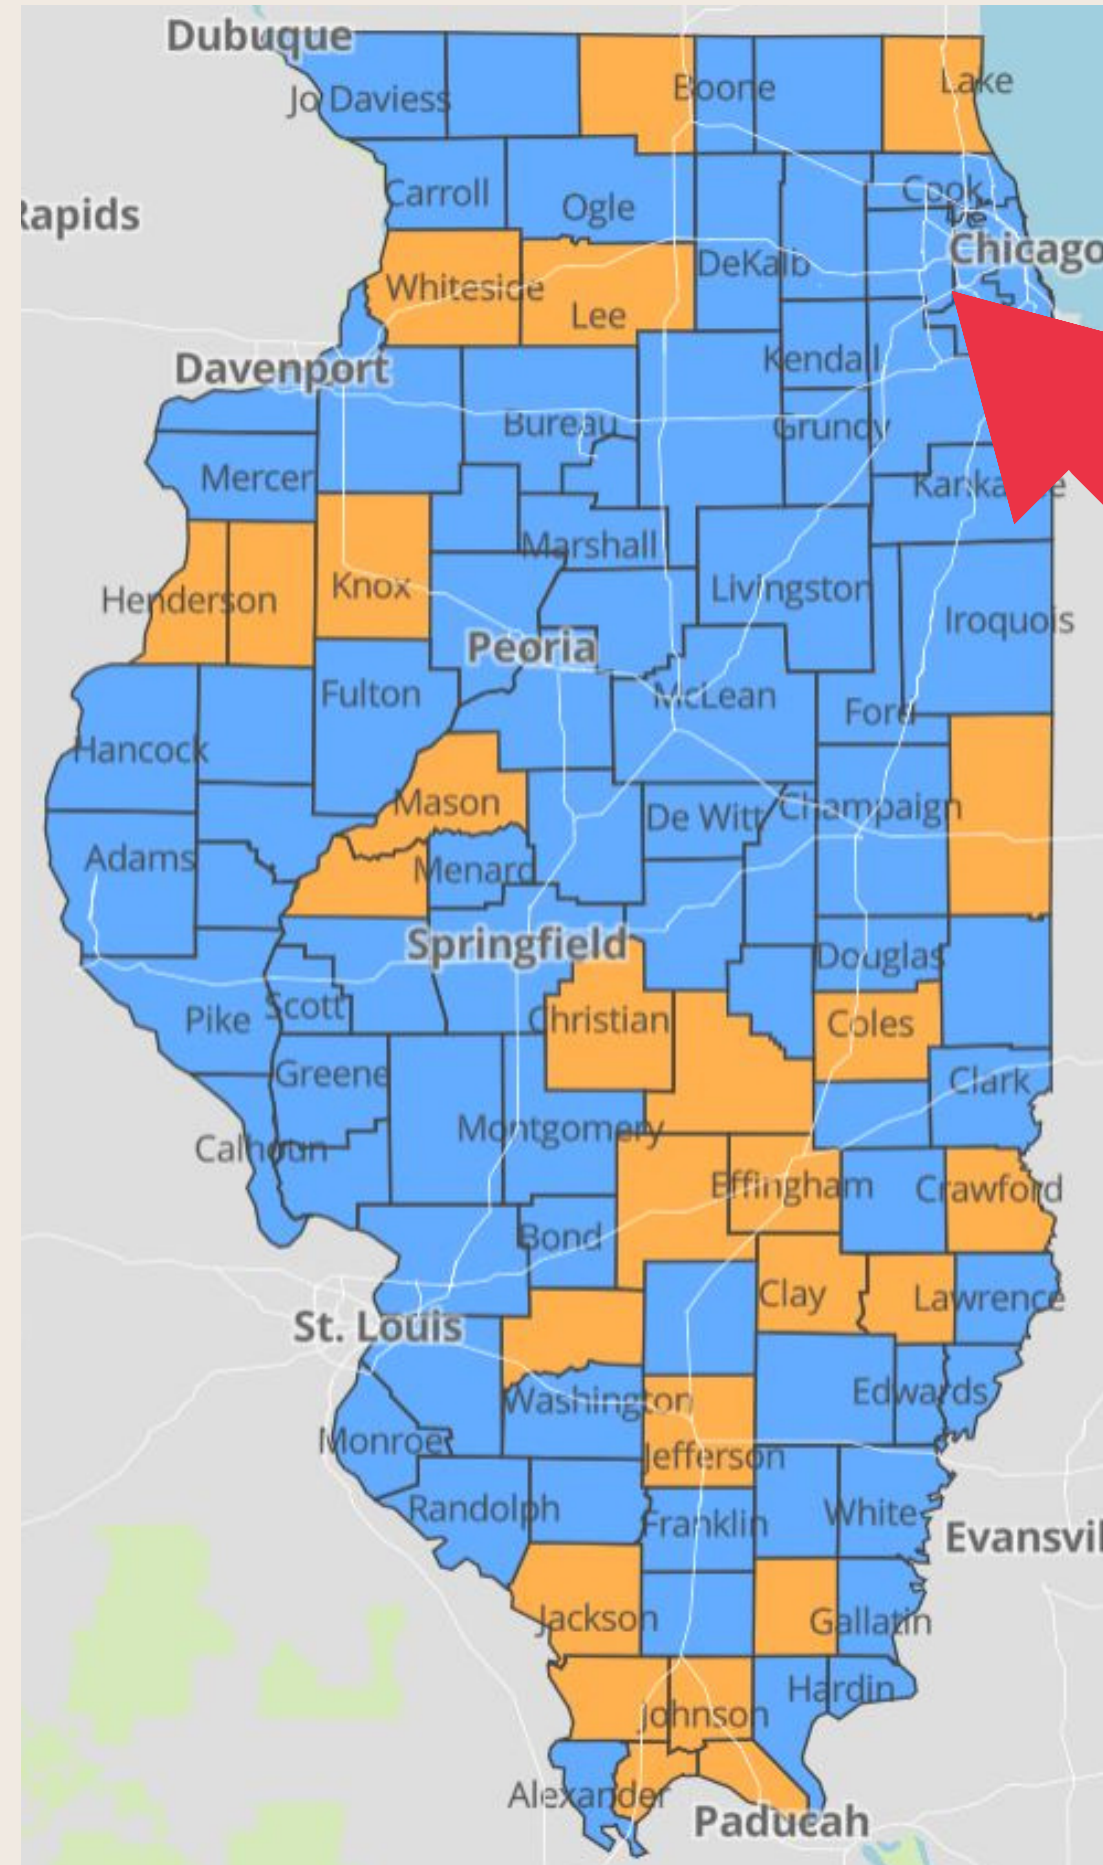 Dubuque
Jo Daviess
Boone
Lake
Carroll
Ogle
Cook
Rapids
Chicago
DeKalb
Whiteside
Lee
Kendall
Davenport
Bureau
Grundy
Mercer
Kankakee
Marshall
Livingston
Knox
Henderson
Iroquois
Peoria
Fulton
McLean
Ford
Hancock
Mason
De Witt
Champaign
Adams
Menard
Springfield
Douglas
Pike
Scott
Christian
Coles
Greene
Clark
Montgomery
Calhoun
Effingham
Crawford
Bond
Clay
Lawrence
St. Louis
Washington
Edwards
Monroe
Jefferson
Randolph
Franklin
White
Evansvil
Jackson
Gallatin
Hardin
Johnson
Alexander
Paducah